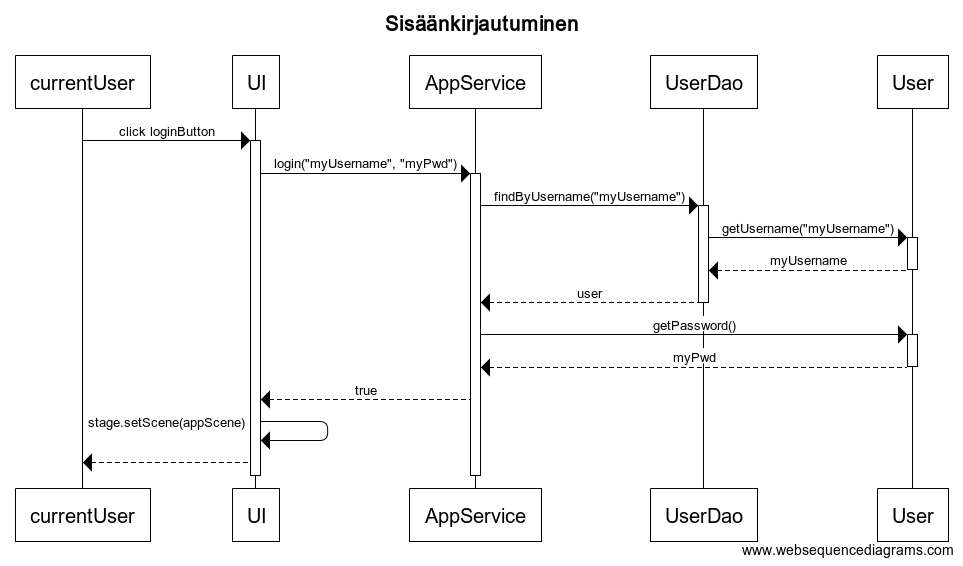 Sisäänkirjautuminen
currentUser
UI
AppService
UserDao
User
click loginButton
login("myUsername", "myPwd")
findByUsername("myUsername")
getUsername("myUsername")
myUsername
user
getPassword()
myPwd
true
stage.setScene(appScene)
currentUser
UI
AppService
UserDao
User
www.websequencediagrams.com